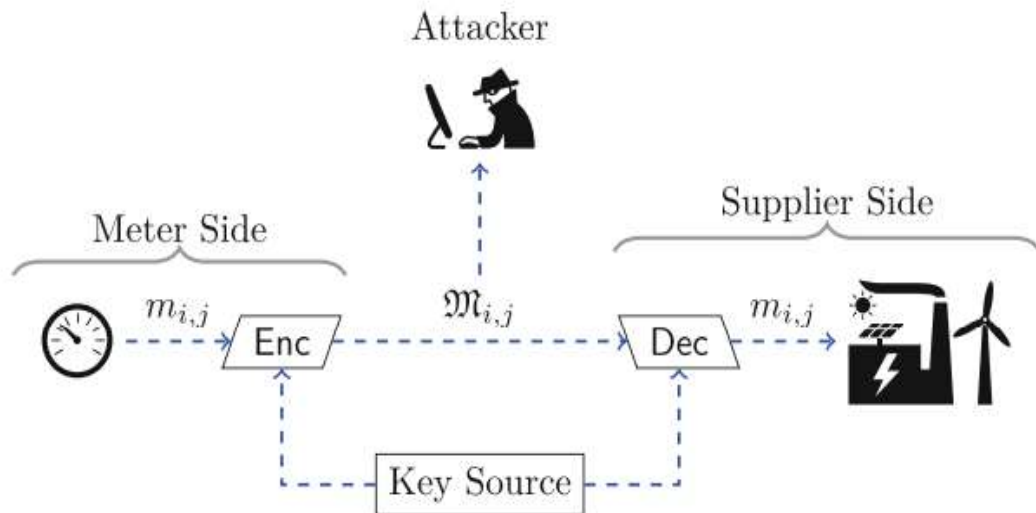 Attacker
Supplier Side
Meter Side
m_{i,j}
𝔐_{i,j}
m_{i,j}
Enc
Dec
Key Source